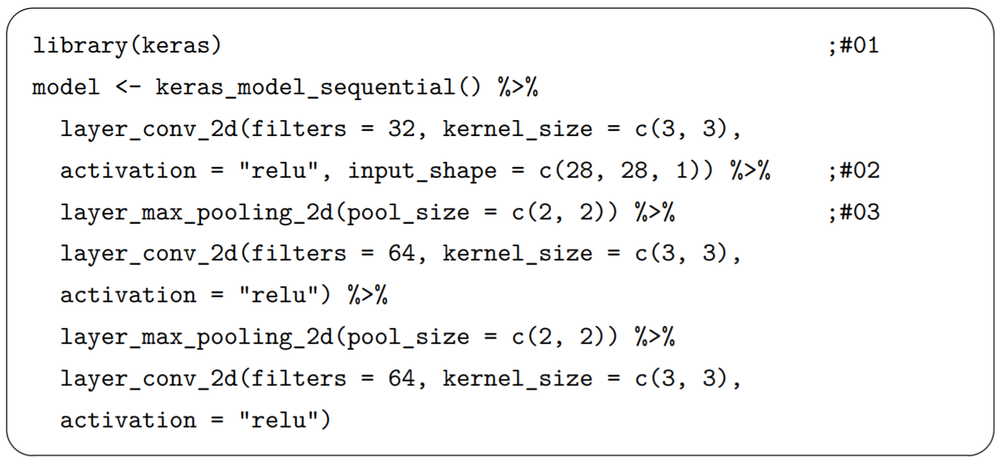 library(keras) ;#01
model <- keras_model_sequential() %>%
layer_conv_2d(filters = 32, kernel_size = c(3, 3),
activation = "relu", input_shape = c(28, 28, 1)) %>% ;#02
layer_max_pooling_2d(pool_size = c(2, 2)) %>% ;#03
layer_conv_2d(filters = 64, kernel_size = c(3, 3),
activation = "relu") %>%
layer_max_pooling_2d(pool_size = c(2, 2)) %>%
layer_conv_2d(filters = 64, kernel_size = c(3, 3),
activation = "relu")